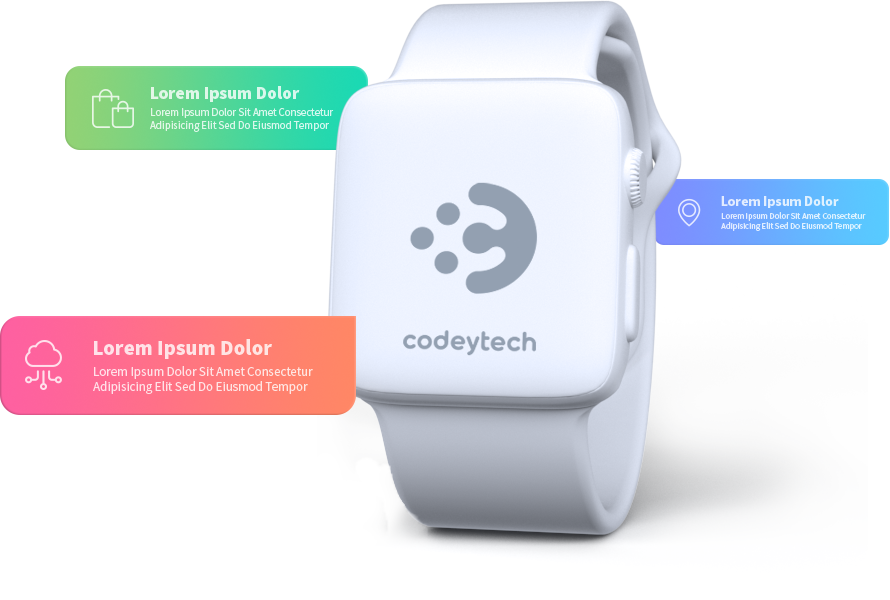 Lorem Ipsum Dolor
Lorem Ipsum Dolor Sit Amet Consectetur
Adipisicing Elit Sed Do Eiusmod Tempor
Lorem Ipsum Dolor
Lorem Ipsum Dolor Sit Amet Consectetur
Adipisicing Elit Sed Do Eiusmod Tempor
codeytech
Lorem Ipsum Dolor
Lorem Ipsum Dolor Sit Amet Consectetur
Adipisicing Elit Sed Do Eiusmod Tempor